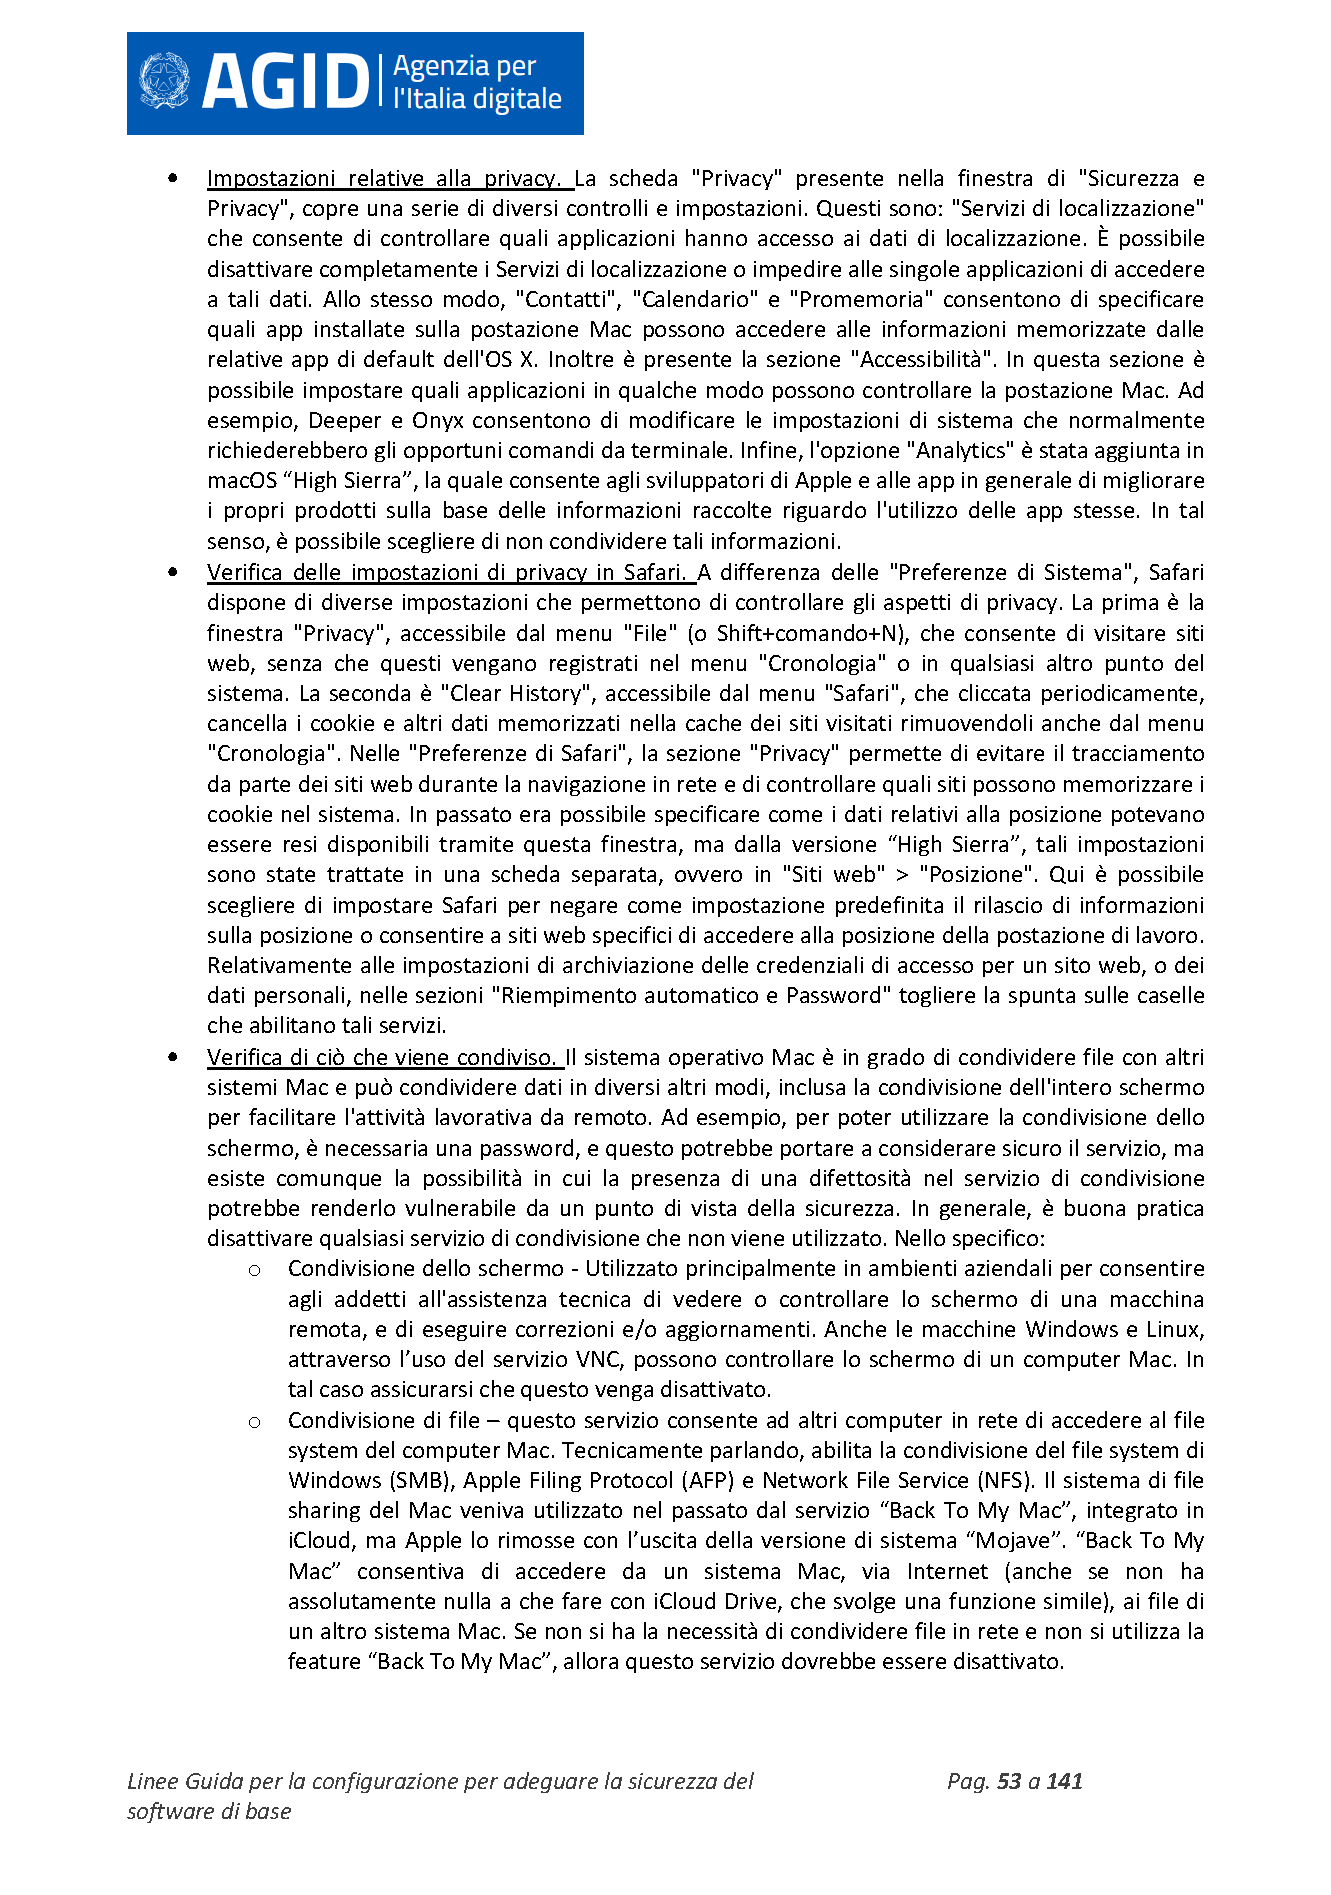 AGID
Agenzia per
l'Italia digitale
• Impostazioni relative alla privacy. La scheda "Privacy" presente nella finestra di "Sicurezza e
Privacy", copre una serie di diversi controlli e impostazioni. Questi sono: "Servizi di localizzazione"
che consente di controllare quali applicazioni hanno accesso ai dati di localizzazione. È possibile
disattivare completamente i Servizi di localizzazione o impedire alle singole applicazioni di accedere
a tali dati. Allo stesso modo, "Contatti", "Calendario" e "Promemoria" consentono di specificare
quali app installate sulla postazione Mac possono accedere alle informazioni memorizzate dalle
relative app di default dell'OS X. Inoltre è presente la sezione "Accessibilità". In questa sezione è
possibile impostare quali applicazioni in qualche modo possono controllare la postazione Mac. Ad
esempio, Deeper e Onyx consentono di modificare le impostazioni di sistema che normalmente
richiederebbero gli opportuni comandi da terminale. Infine, l'opzione "Analytics" è stata aggiunta in
macOS “High Sierra”, la quale consente agli sviluppatori di Apple e alle app in generale di migliorare
i propri prodotti sulla base delle informazioni raccolte riguardo l'utilizzo delle app stesse. In tal
senso, è possibile scegliere di non condividere tali informazioni.
• Verifica delle impostazioni di privacy in Safari. A differenza delle "Preferenze di Sistema", Safari
dispone di diverse impostazioni che permettono di controllare gli aspetti di privacy. La prima è la
finestra "Privacy", accessibile dal menu "File" (o Shift+comando+N), che consente di visitare siti
web, senza che questi vengano registrati nel menu "Cronologia" o in qualsiasi altro punto del
sistema. La seconda è "Clear History", accessibile dal menu "Safari", che cliccata periodicamente,
cancella i cookie e altri dati memorizzati nella cache dei siti visitati rimuovendoli anche dal menu
"Cronologia". Nelle "Preferenze di Safari", la sezione "Privacy" permette di evitare il tracciamento
da parte dei siti web durante la navigazione in rete e di controllare quali siti possono memorizzare i
cookie nel sistema. In passato era possibile specificare come i dati relativi alla posizione potevano
essere resi disponibili tramite questa finestra, ma dalla versione “High Sierra”, tali impostazioni
sono state trattate in una scheda separata, ovvero in "Siti web" > "Posizione". Qui è possibile
scegliere di impostare Safari per negare come impostazione predefinita il rilascio di informazioni
sulla posizione o consentire a siti web specifici di accedere alla posizione della postazione di lavoro.
Relativamente alle impostazioni di archiviazione delle credenziali di accesso per un sito web, o dei
dati personali, nelle sezioni "Riempimento automatico e Password" togliere la spunta sulle caselle
che abilitano tali servizi.
• Verifica di ciò che viene condiviso. Il sistema operativo Mac è in grado di condividere file con altri
sistemi Mac e può condividere dati in diversi altri modi, inclusa la condivisione dell'intero schermo
per facilitare l'attività lavorativa da remoto. Ad esempio, per poter utilizzare la condivisione dello
schermo, è necessaria una password, e questo potrebbe portare a considerare sicuro il servizio, ma
esiste comunque la possibilità in cui la presenza di una difettosità nel servizio di condivisione
potrebbe renderlo vulnerabile da un punto di vista della sicurezza. In generale, è buona pratica
disattivare qualsiasi servizio di condivisione che non viene utilizzato. Nello specifico:
o Condivisione dello schermo - Utilizzato principalmente in ambienti aziendali per consentire
agli addetti all'assistenza tecnica di vedere o controllare lo schermo di una macchina
remota, e di eseguire correzioni e/o aggiornamenti. Anche le macchine Windows e Linux,
attraverso l’uso del servizio VNC, possono controllare lo schermo di un computer Mac. In
tal caso assicurarsi che questo venga disattivato.
o Condivisione di file – questo servizio consente ad altri computer in rete di accedere al file
system del computer Mac. Tecnicamente parlando, abilita la condivisione del file system di
Windows (SMB), Apple Filing Protocol (AFP) e Network File Service (NFS). Il sistema di file
sharing del Mac veniva utilizzato nel passato dal servizio “Back To My Mac”, integrato in
iCloud, ma Apple lo rimosse con l’uscita della versione di sistema “Mojave”. “Back To My
Mac” consentiva di accedere da un sistema Mac, via Internet (anche se non ha
assolutamente nulla a che fare con iCloud Drive, che svolge una funzione simile), ai file di
un altro sistema Mac. Se non si ha la necessità di condividere file in rete e non si utilizza la
feature “Back To My Mac”, allora questo servizio dovrebbe essere disattivato.
Linee Guida per la configurazione per adeguare la sicurezza del
software di base
Pag. 53 a 141